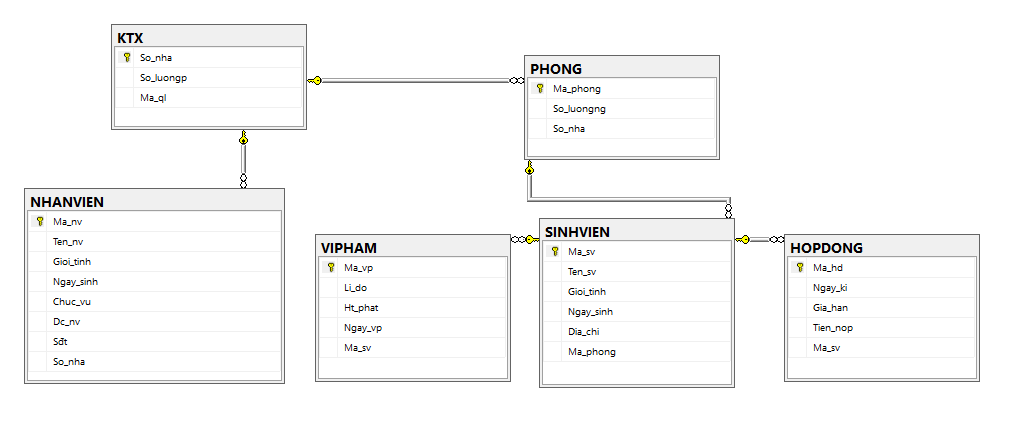 KTX
So_nha
So_luongp
Ma_ql
PHONG
Ma_phong
So_luongng
So_nha
NHANVIEN
Ma_nv
Ten_nv
Gioi_tinh
Ngay_sinh
Chuc_vu
Dc_nv
Sđt
So_nha
VIPHAM
Ma_vp
Li_do
Ht_phat
Ngay_vp
Ma_sv
SINHVIEN
Ma_sv
Ten_sv
Gioi_tinh
Ngay_sinh
Dia_chi
Ma_phong
HOPDONG
Ma_hd
Ngay_ki
Gia_han
Tien_nop
Ma_sv